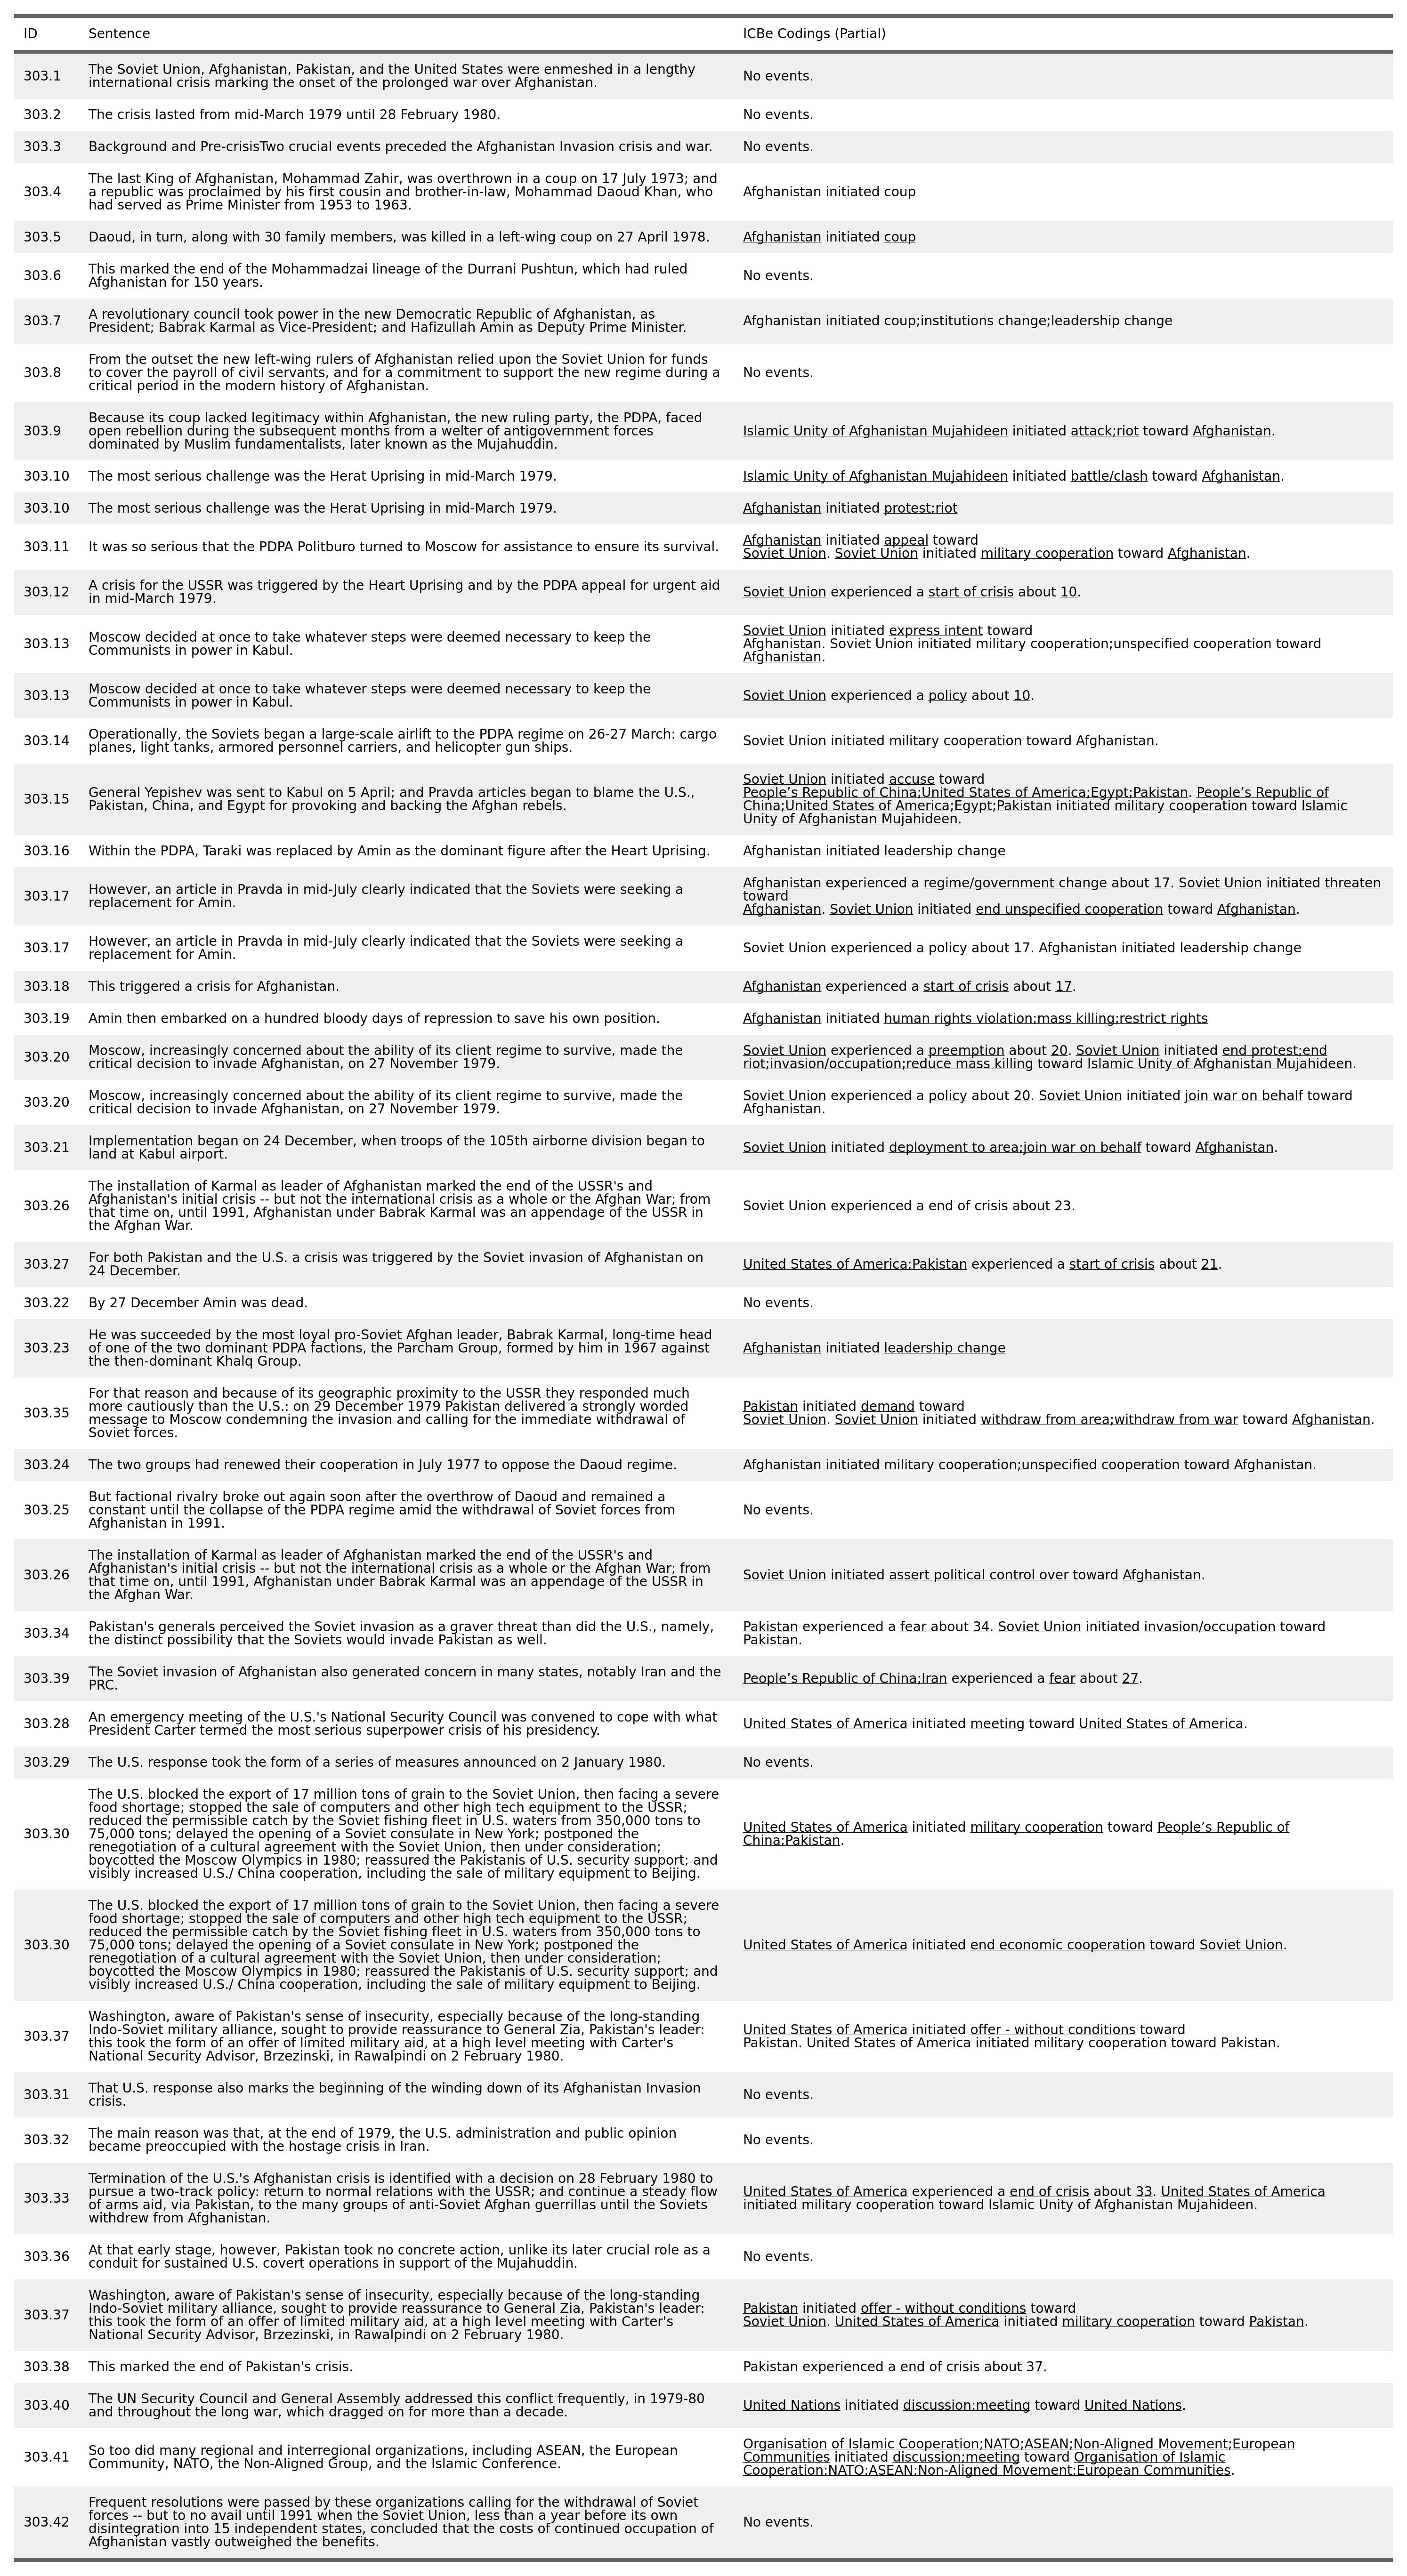 ID Sentence ICBe Codings (Partial)
303.1 The Soviet Union, Afghanistan, Pakistan, and the United States were enmeshed in a lengthy
international crisis marking the onset of the prolonged war over Afghanistan. No events.
303.2 The crisis lasted from mid-March 1979 until 28 February 1980. No events.
303.3 Background and Pre-crisisTwo crucial events preceded the Afghanistan Invasion crisis and war. No events.
303.4 The last King of Afghanistan, Mohammad Zahir, was overthrown in a coup on 17 July 1973; and
a republic was proclaimed by his first cousin and brother-in-law, Mohammad Daoud Khan, who
had served as Prime Minister from 1953 to 1963. Afghanistan initiated coup
303.5 Daoud, in turn, along with 30 family members, was killed in a left-wing coup on 27 April 1978. Afghanistan initiated coup
303.6 This marked the end of the Mohammadzai lineage of the Durrani Pushtun, which had ruled
Afghanistan for 150 years. No events.
303.7 A revolutionary council took power in the new Democratic Republic of Afghanistan, as
President; Babrak Karmal as Vice-President; and Hafizullah Amin as Deputy Prime Minister. Afghanistan initiated coup;institutions change;leadership change
303.8 From the outset the new left-wing rulers of Afghanistan relied upon the Soviet Union for funds
to cover the payroll of civil servants, and for a commitment to support the new regime during a
critical period in the modern history of Afghanistan. No events.
303.9 Because its coup lacked legitimacy within Afghanistan, the new ruling party, the PDPA, faced
open rebellion during the subsequent months from a welter of antigovernment forces
dominated by Muslim fundamentalists, later known as the Mujahuddin. Islamic Unity of Afghanistan Mujahideen initiated attack;riot toward Afghanistan.
303.10 The most serious challenge was the Herat Uprising in mid-March 1979. Islamic Unity of Afghanistan Mujahideen initiated battle/clash toward Afghanistan.
303.10 The most serious challenge was the Herat Uprising in mid-March 1979. Afghanistan initiated protest;riot
303.11 It was so serious that the PDPA Politburo turned to Moscow for assistance to ensure its survival. Afghanistan initiated appeal toward
Soviet Union. Soviet Union initiated military cooperation toward Afghanistan.
303.12 A crisis for the USSR was triggered by the Heart Uprising and by the PDPA appeal for urgent aid
in mid-March 1979. Soviet Union experienced a start of crisis about 10.
303.13 Moscow decided at once to take whatever steps were deemed necessary to keep the
Communists in power in Kabul. Soviet Union initiated express intent toward
Afghanistan. Soviet Union initiated military cooperation;unspecified cooperation toward
Afghanistan.
303.13 Moscow decided at once to take whatever steps were deemed necessary to keep the
Communists in power in Kabul. Soviet Union experienced a policy about 10.
303.14 Operationally, the Soviets began a large-scale airlift to the PDPA regime on 26-27 March: cargo
planes, light tanks, armored personnel carriers, and helicopter gun ships. Soviet Union initiated military cooperation toward Afghanistan.
303.15 General Yepishev was sent to Kabul on 5 April; and Pravda articles began to blame the U.S.,
Pakistan, China, and Egypt for provoking and backing the Afghan rebels. Soviet Union initiated accuse toward
People's Republic of China;United States of America;Egypt;Pakistan. People's Republic of
China;United States of America;Egypt;Pakistan initiated military cooperation toward Islamic
Unity of Afghanistan Mujahideen.
303.16 Within the PDPA, Taraki was replaced by Amin as the dominant figure after the Heart Uprising. Afghanistan initiated leadership change
303.17 However, an article in Pravda in mid-July clearly indicated that the Soviets were seeking a
replacement for Amin. Afghanistan experienced a regime/government change about 17. Soviet Union initiated threaten
toward
Afghanistan. Soviet Union initiated end unspecified cooperation toward Afghanistan.
303.17 However, an article in Pravda in mid-July clearly indicated that the Soviets were seeking a
replacement for Amin. Soviet Union experienced a policy about 17. Afghanistan initiated leadership change
303.18 This triggered a crisis for Afghanistan. Afghanistan experienced a start of crisis about 17.
303.19 Amin then embarked on a hundred bloody days of repression to save his own position. Afghanistan initiated human rights violation;mass killing;restrict rights
303.20 Moscow, increasingly concerned about the ability of its client regime to survive, made the
critical decision to invade Afghanistan, on 27 November 1979. Soviet Union experienced a preemption about 20. Soviet Union initiated end protest;end
riot;invasion/occupation;reduce mass killing toward Islamic Unity of Afghanistan Mujahideen.
303.20 Moscow, increasingly concerned about the ability of its client regime to survive, made the
critical decision to invade Afghanistan, on 27 November 1979. Soviet Union experienced a policy about 20. Soviet Union initiated join war on behalf toward
Afghanistan.
303.21 Implementation began on 24 December, when troops of the 105th airborne division began to
land at Kabul airport. Soviet Union initiated deployment to area;join war on behalf toward Afghanistan.
303.26 The installation of Karmal as leader of Afghanistan marked the end of the USSR's and
Afghanistan's initial crisis -- but not the international crisis as a whole or the Afghan War; from
that time on, until 1991, Afghanistan under Babrak Karmal was an appendage of the USSR in
the Afghan War. Soviet Union experienced a end of crisis about 23.
303.27 For both Pakistan and the U.S. a crisis was triggered by the Soviet invasion of Afghanistan on
24 December. United States of America;Pakistan experienced a start of crisis about 21.
303.22 By 27 December Amin was dead. No events.
303.23 He was succeeded by the most loyal pro-Soviet Afghan leader, Babrak Karmal, long-time head
of one of the two dominant PDPA factions, the Parcham Group, formed by him in 1967 against
the then-dominant Khalq Group. Afghanistan initiated leadership change
303.35 For that reason and because of its geographic proximity to the USSR they responded much
more cautiously than the U.S.: on 29 December 1979 Pakistan delivered a strongly worded
message to Moscow condemning the invasion and calling for the immediate withdrawal of
Soviet forces. Pakistan initiated demand toward
Soviet Union. Soviet Union initiated withdraw from area;withdraw from war toward Afghanistan.
303.24 The two groups had renewed their cooperation in July 1977 to oppose the Daoud regime. Afghanistan initiated military cooperation;unspecified cooperation toward Afghanistan.
303.25 But factional rivalry broke out again soon after the overthrow of Daoud and remained a
constant until the collapse of the PDPA regime amid the withdrawal of Soviet forces from
Afghanistan in 1991. No events.
303.26 The installation of Karmal as leader of Afghanistan marked the end of the USSR's and
Afghanistan's initial crisis -- but not the international crisis as a whole or the Afghan War; from
that time on, until 1991, Afghanistan under Babrak Karmal was an appendage of the USSR in
the Afghan War. Soviet Union initiated assert political control over toward Afghanistan.
303.34 Pakistan's generals perceived the Soviet invasion as a graver threat than did the U.S., namely,
the distinct possibility that the Soviets would invade Pakistan as well. Pakistan experienced a fear about 34. Soviet Union initiated invasion/occupation toward
Pakistan.
303.39 The Soviet invasion of Afghanistan also generated concern in many states, notably Iran and the
PRC. People's Republic of China;Iran experienced a fear about 27.
303.28 An emergency meeting of the U.S.'s National Security Council was convened to cope with what
President Carter termed the most serious superpower crisis of his presidency. United States of America initiated meeting toward United States of America.
303.29 The U.S. response took the form of a series of measures announced on 2 January 1980. No events.
303.30 The U.S. blocked the export of 17 million tons of grain to the Soviet Union, then facing a severe
food shortage; stopped the sale of computers and other high tech equipment to the USSR;
reduced the permissible catch by the Soviet fishing fleet in U.S. waters from 350,000 tons to
75,000 tons; delayed the opening of a Soviet consulate in New York; postponed the
renegotiation of a cultural agreement with the Soviet Union, then under consideration;
boycotted the Moscow Olympics in 1980; reassured the Pakistanis of U.S. security support; and
visibly increased U.S./ China cooperation, including the sale of military equipment to Beijing. United States of America initiated military cooperation toward People's Republic of
China;Pakistan.
303.30 The U.S. blocked the export of 17 million tons of grain to the Soviet Union, then facing a severe
food shortage; stopped the sale of computers and other high tech equipment to the USSR;
reduced the permissible catch by the Soviet fishing fleet in U.S. waters from 350,000 tons to
75,000 tons; delayed the opening of a Soviet consulate in New York; postponed the
renegotiation of a cultural agreement with the Soviet Union, then under consideration;
boycotted the Moscow Olympics in 1980; reassured the Pakistanis of U.S. security support; and
visibly increased U.S./ China cooperation, including the sale of military equipment to Beijing. United States of America initiated end economic cooperation toward Soviet Union.
303.37 Washington, aware of Pakistan's sense of insecurity, especially because of the long-standing
Indo-Soviet military alliance, sought to provide reassurance to General Zia, Pakistan's leader:
this took the form of an offer of limited military aid, at a high level meeting with Carter's
National Security Advisor, Brzezinski, in Rawalpindi on 2 February 1980. United States of America initiated offer - without conditions toward
Pakistan. United States of America initiated military cooperation toward Pakistan.
303.31 That U.S. response also marks the beginning of the winding down of its Afghanistan Invasion
crisis. No events.
303.32 The main reason was that, at the end of 1979, the U.S. administration and public opinion
became preoccupied with the hostage crisis in Iran. No events.
303.33 Termination of the U.S.'s Afghanistan crisis is identified with a decision on 28 February 1980 to
pursue a two-track policy: return to normal relations with the USSR; and continue a steady flow
of arms aid, via Pakistan, to the many groups of anti-Soviet Afghan guerrillas until the Soviets
withdrew from Afghanistan. United States of America experienced a end of crisis about 33. United States of America
initiated military cooperation toward Islamic Unity of Afghanistan Mujahideen.
303.36 At that early stage, however, Pakistan took no concrete action, unlike its later crucial role as a
conduit for sustained U.S. covert operations in support of the Mujahuddin. No events.
303.37 Washington, aware of Pakistan's sense of insecurity, especially because of the long-standing
Indo-Soviet military alliance, sought to provide reassurance to General Zia, Pakistan's leader:
this took the form of an offer of limited military aid, at a high level meeting with Carter's
National Security Advisor, Brzezinski, in Rawalpindi on 2 February 1980. Pakistan initiated offer - without conditions toward
Soviet Union. United States of America initiated military cooperation toward Pakistan.
303.38 This marked the end of Pakistan's crisis. Pakistan experienced a end of crisis about 37.
303.40 The UN Security Council and General Assembly addressed this conflict frequently, in 1979-80
and throughout the long war, which dragged on for more than a decade. United Nations initiated discussion;meeting toward United Nations.
303.41 So too did many regional and interregional organizations, including ASEAN, the European
Community, NATO, the Non-Aligned Group, and the Islamic Conference. Organisation of Islamic Cooperation;NATO;ASEAN;Non-Aligned Movement;European
Communities initiated discussion;meeting toward Organisation of Islamic
Cooperation;NATO;ASEAN;Non-Aligned Movement;European Communities.
303.42 Frequent resolutions were passed by these organizations calling for the withdrawal of Soviet
forces -- but to no avail until 1991 when the Soviet Union, less than a year before its own
disintegration into 15 independent states, concluded that the costs of continued occupation of
Afghanistan vastly outweighed the benefits. No events.